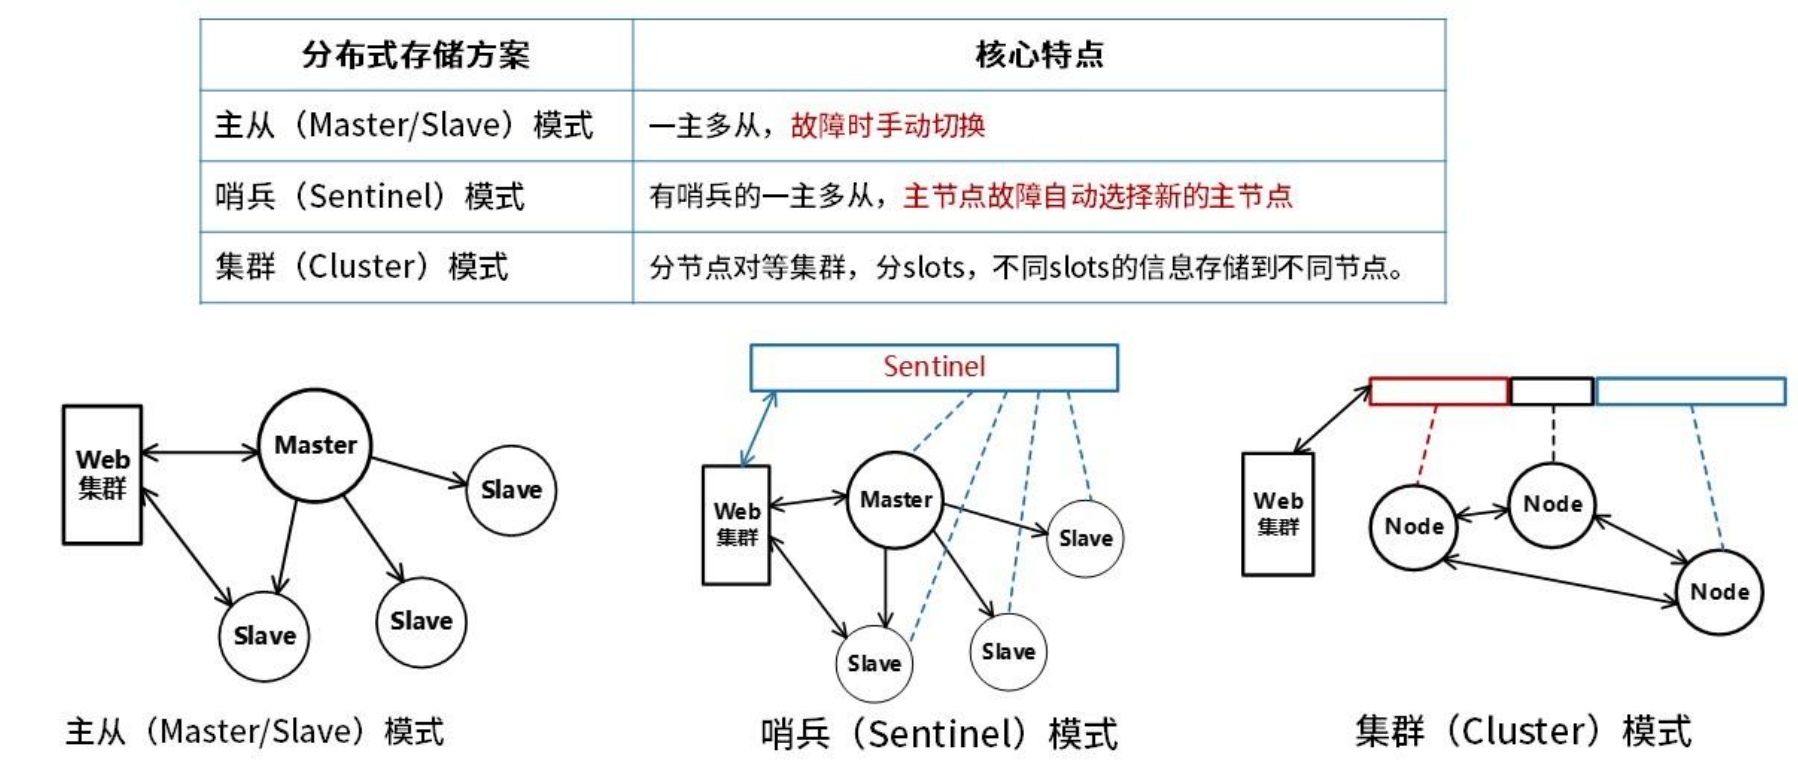 分布式存储方案 核心特点
主从（Master/Slave）模式 一主多从，故障时手动切换
哨兵（Sentinel）模式 有哨兵的一主多从，主节点故障自动选择新的主节点
集群（Cluster）模式 分节点对等集群，分slots，不同slots的信息存储到不同节点。
Web
集群
Master
Slave
Slave
Slave
主从（Master/Slave）模式
Sentinel
Web
集群
Master
Slave
Slave
Slave
哨兵（Sentinel）模式
Web
集群
Node
Node
Node
集群（Cluster）模式